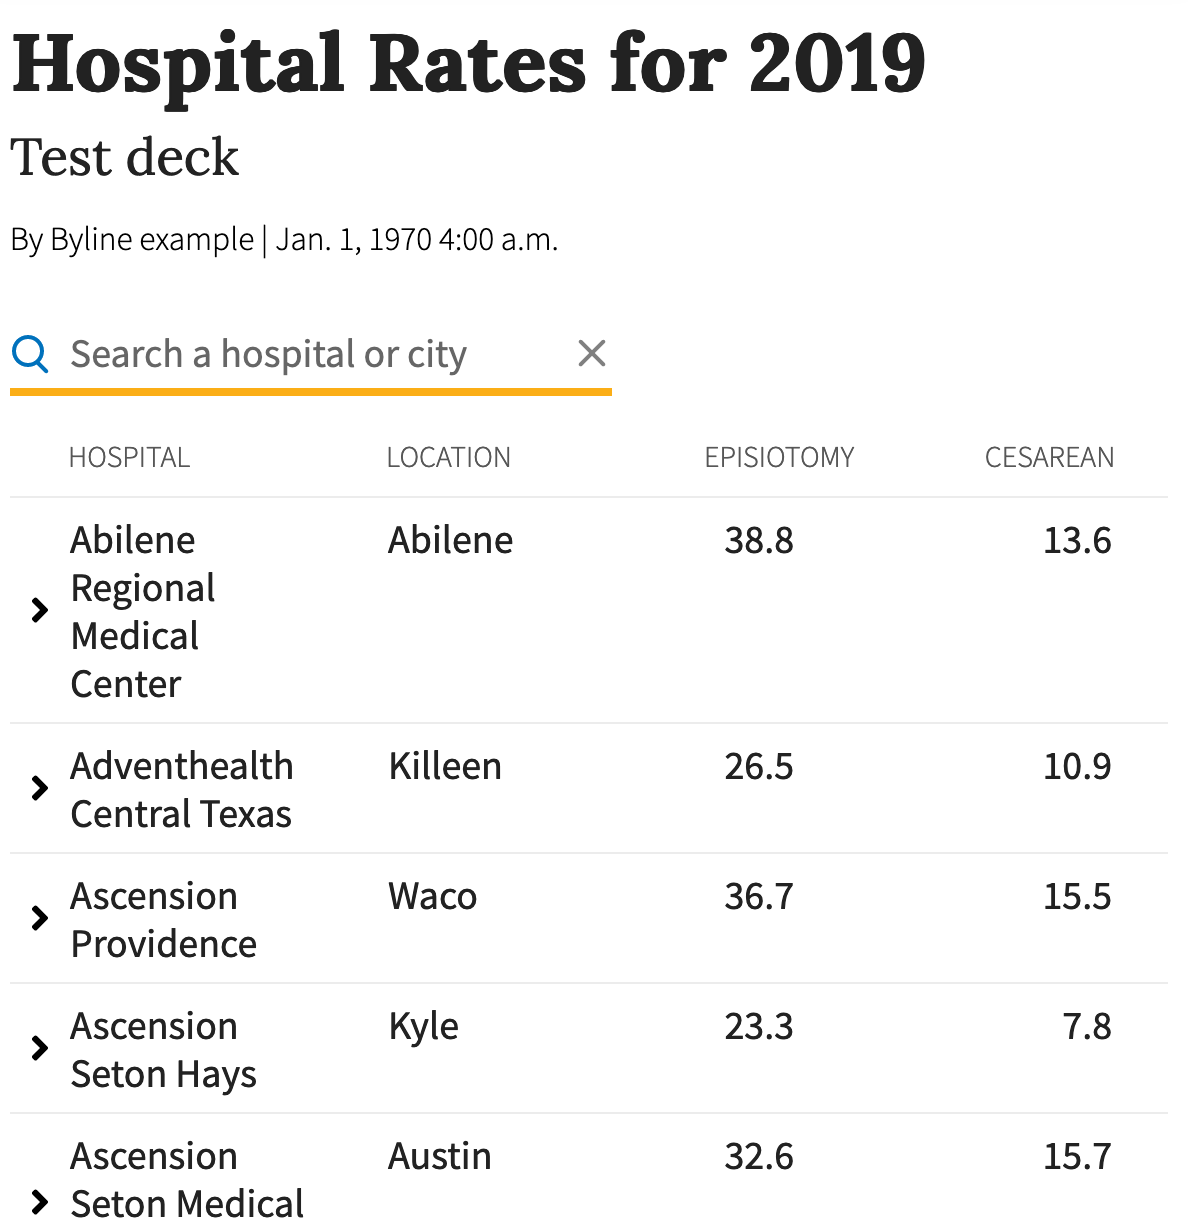 Hospital Rates for 2019
Test deck
By Byline example | Jan. 1, 1970 4:00 a.m.
Search a hospital or city
HOSPITAL LOCATION EPISIOTOMY CESAREAN
Abilene Abilene 38.8 13.6
Regional
Medical
Center
Adventhealth Killeen 26.5 10.9
Central Texas
Ascension Waco 36.7 15.5
Providence
Ascension Kyle 23.3 7.8
Seton Hays
Ascension Austin 32.6 15.7
Seton Medical